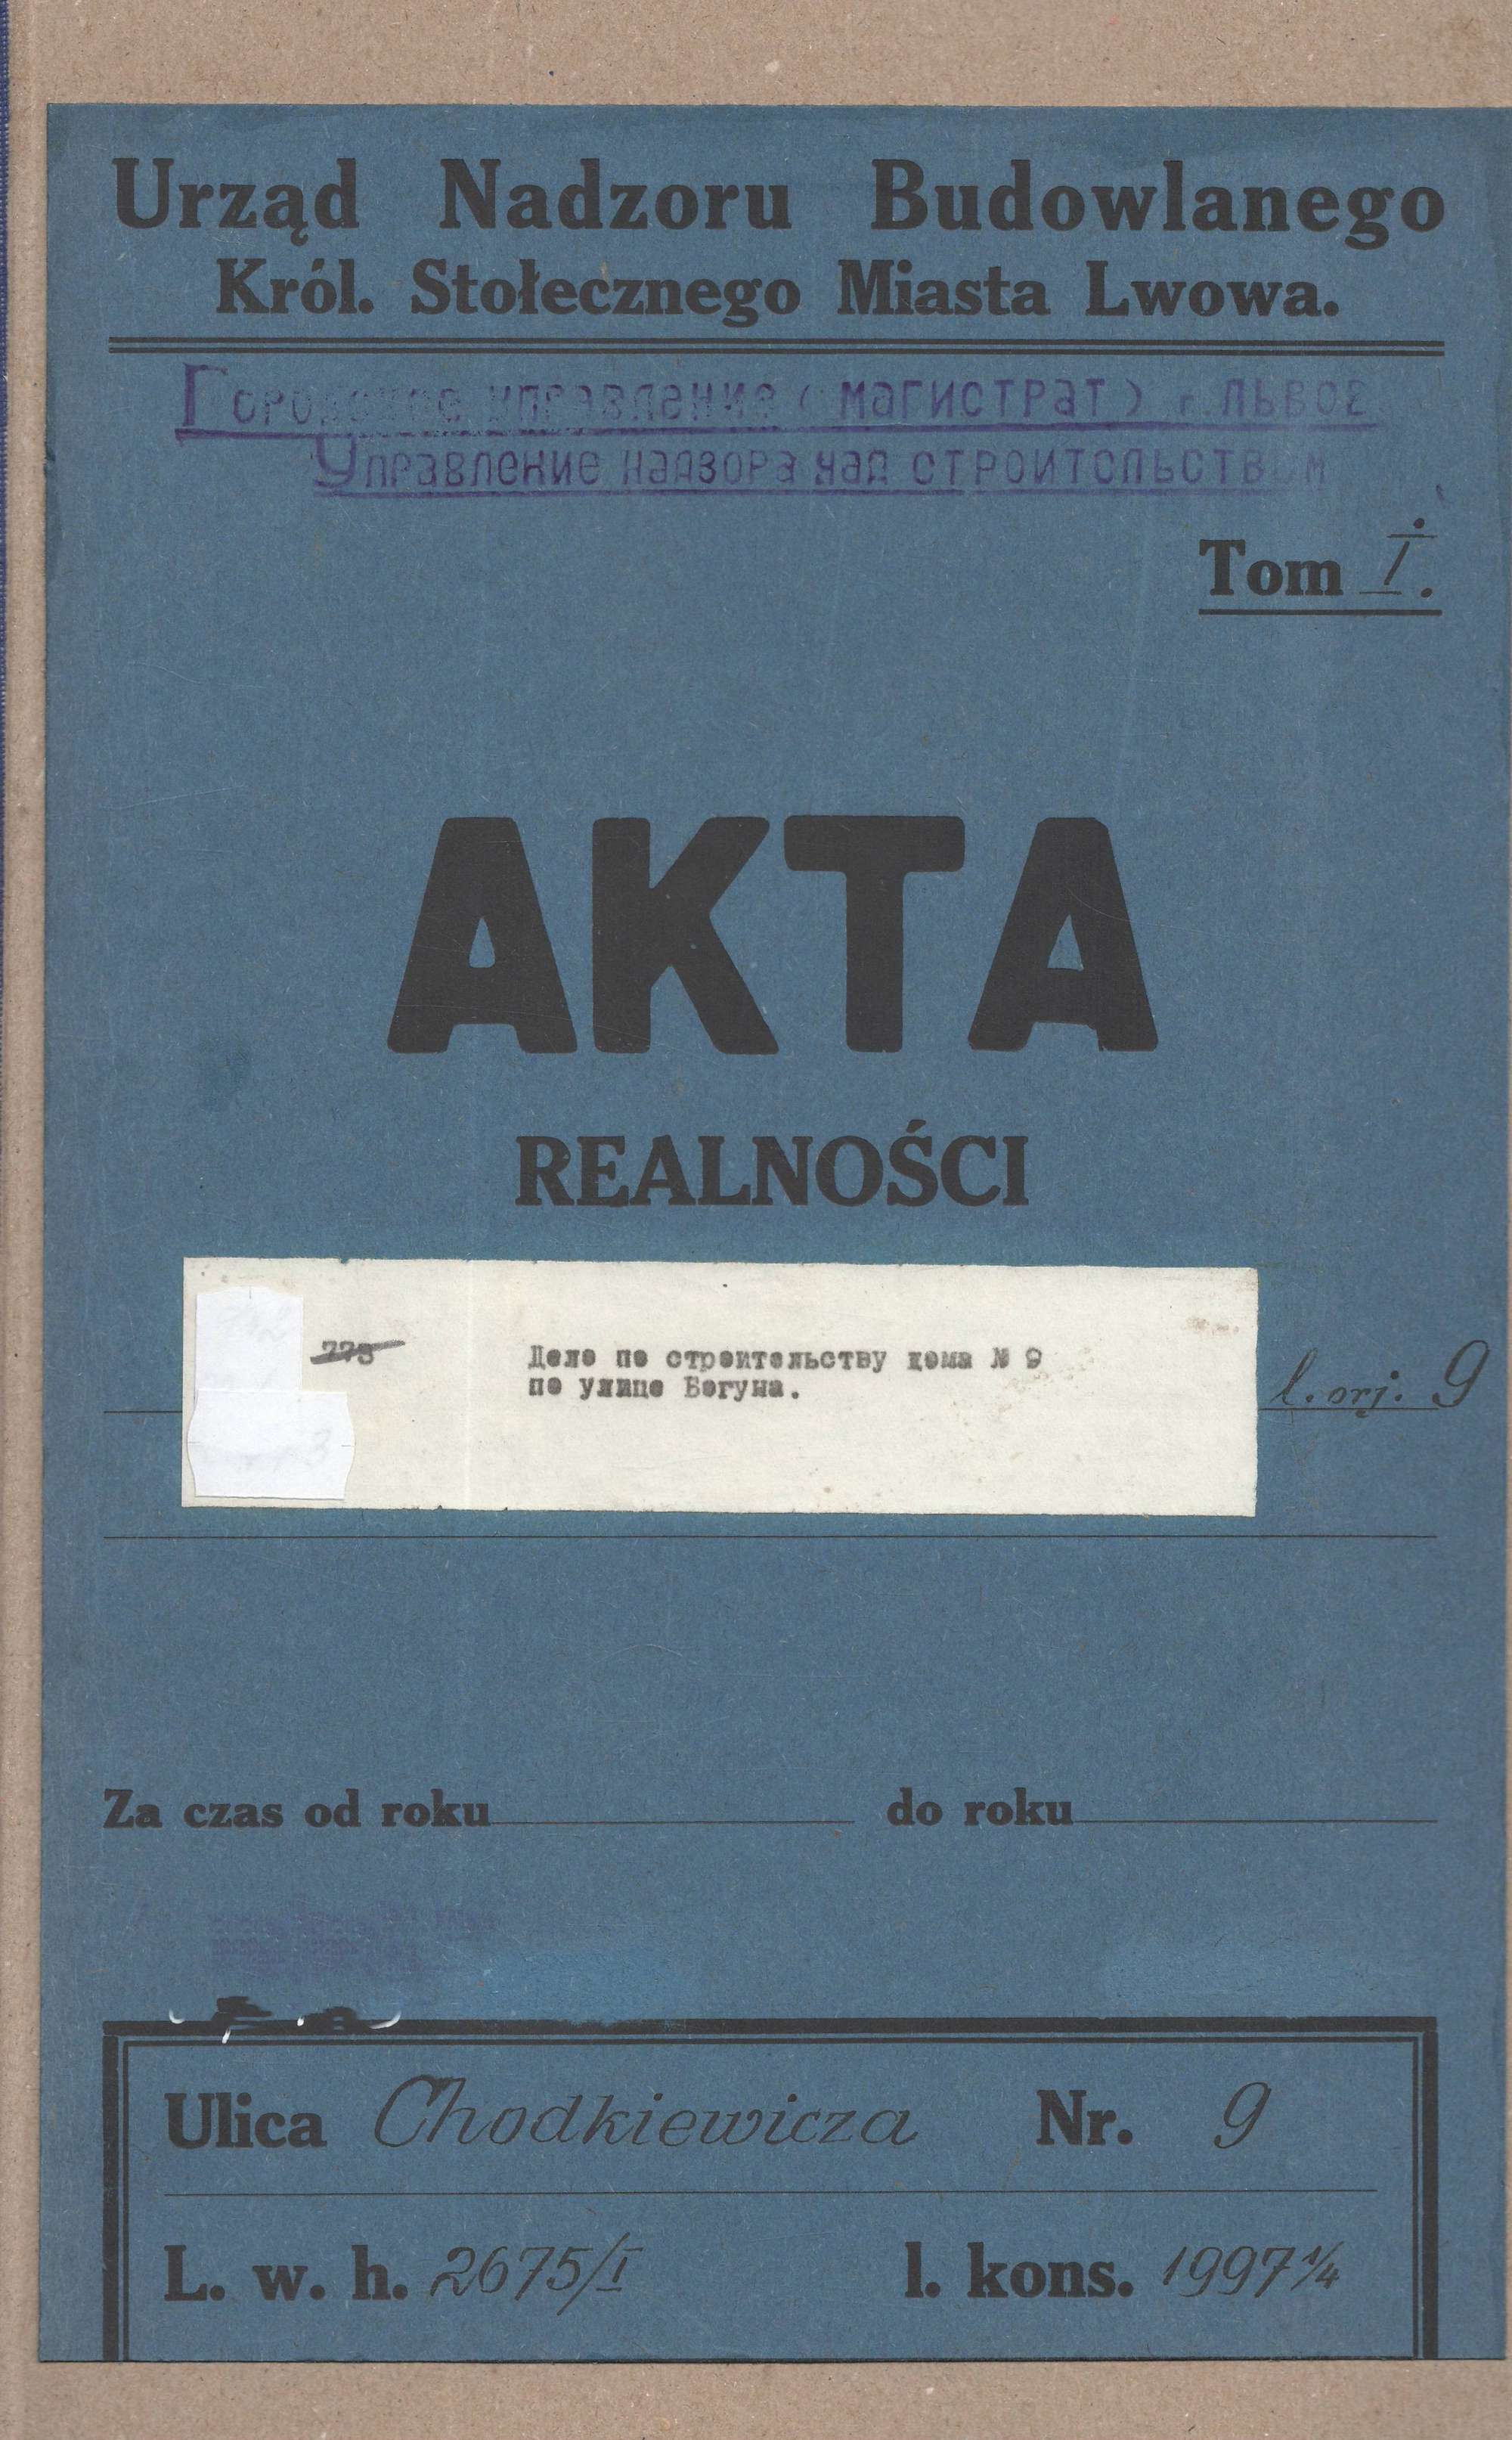 Urząd Nadzoru Budowlanego
Król. Stołecznego Miasta Lwowa.
Городское управление (магистрат) г. Львов
Управление надзора над строительством
Tom I.
AKTA
REALNOŚCI
775
Дело по строительству дома № 9
по улице Богуна.
l. orj. 9
Za czas od roku do roku
Ulica Chodkiewicza Nr. 9
L. w. h. 2675/I l. kons. 1997 1/4